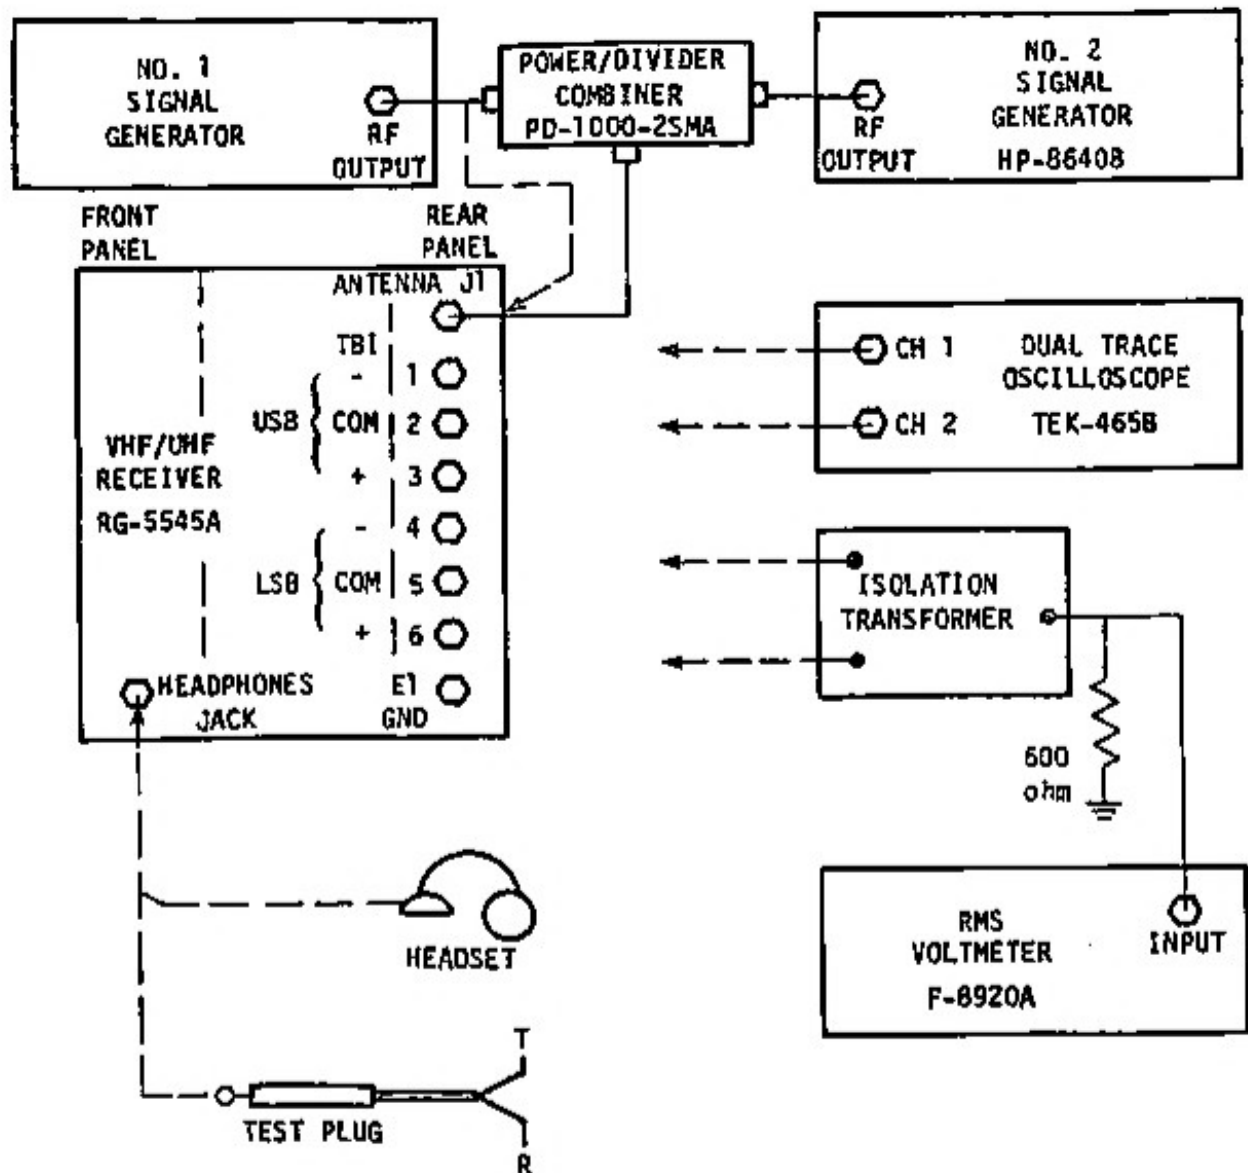 NO. 1
SIGNAL
GENERATOR
RF
OUTPUT
POWER/DIVIDER
COMBINER
PD-1000-2SMA
NO. 2
SIGNAL
GENERATOR
HP-8640B
RF
OUTPUT
FRONT
PANEL
REAR
PANEL
ANTENNA J1
TB1
- 1
USB COM 2
+ 3
- 4
LSB COM 5
+ 6
VHF/UHF
RECEIVER
RG-5545A
HEADPHONES
JACK
E1
GND
CH 1
CH 2
DUAL TRACE
OSCILLOSCOPE
TEK-465B
ISOLATION
TRANSFORMER
600
ohm
RMS
VOLTMETER
F-8920A
INPUT
HEADSET
T
TEST PLUG
R